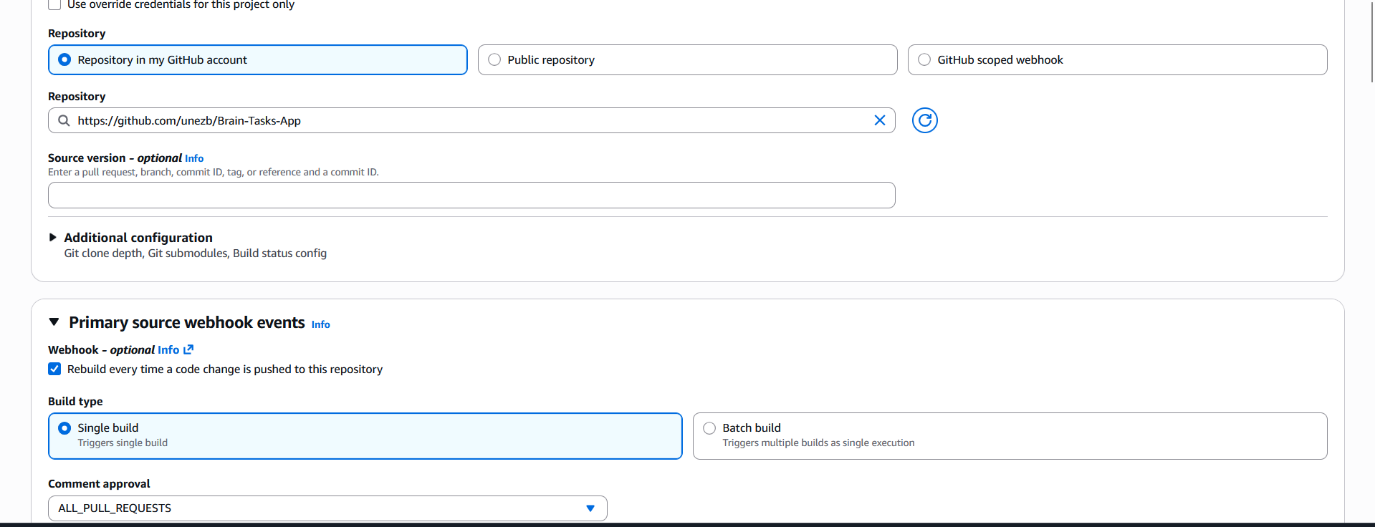 Use override credentials for this project only
Repository
Repository in my GitHub account
Public repository
GitHub scoped webhook
Repository
https://github.com/unezb/Brain-Tasks-App
Source version - optional Info
Enter a pull request, branch, commit ID, tag, or reference and a commit ID.
Additional configuration
Git clone depth, Git submodules, Build status config
Primary source webhook events Info
Webhook - optional Info
Rebuild every time a code change is pushed to this repository
Build type
Single build
Triggers single build
Batch build
Triggers multiple builds as single execution
Comment approval
ALL_PULL_REQUESTS